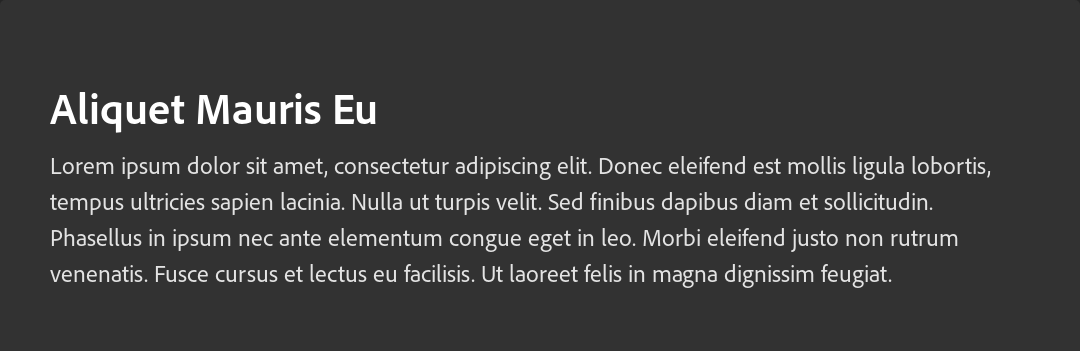 Aliquet Mauris Eu
Lorem ipsum dolor sit amet, consectetur adipiscing elit. Donec eleifend est mollis ligula lobortis,
tempus ultricies sapien lacinia. Nulla ut turpis velit. Sed finibus dapibus diam et sollicitudin.
Phasellus in ipsum nec ante elementum congue eget in leo. Morbi eleifend justo non rutrum
venenatis. Fusce cursus et lectus eu facilisis. Ut laoreet felis in magna dignissim feugiat.